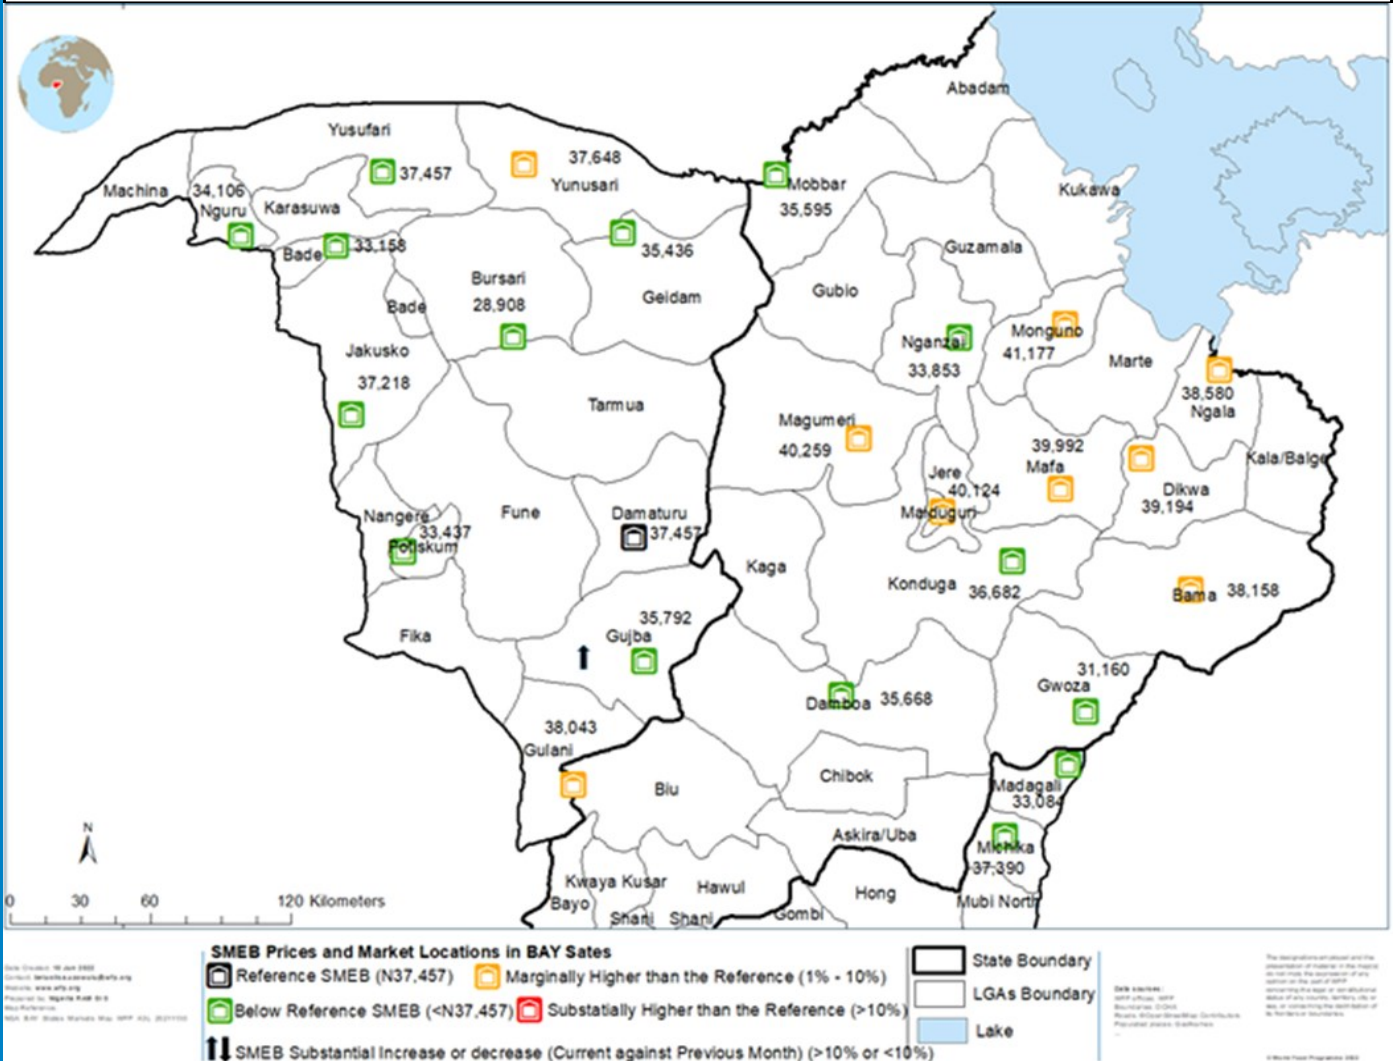 Abadam
Yusufari
37,648
37,457
Yunusari
Mobbar
35,595
Machina
34,106
Nguru
Karasuwa
Kukawa
Bade
33,158
35,436
Guzamala
Bursari
28,908
Geidam
Gubio
Bade
Nganzai
33,853
Monguno
41,177
Marte
Jakusko
37,218
38,580
Ngala
Tarmua
Magumeri
40,259
39,992
Mafa
Kala/Balge
Jere
40,124
Maiduguri
Dikwa
39,194
Nangere
33,437
Potiskum
Fune
Damaturu
37,457
Kaga
Konduga
36,682
Bama
38,158
Fika
35,792
Gujba
31,160
Gwoza
Damboa
35,668
38,043
Gulani
Biu
Chibok
Madagali
33,084
Askira/Uba
Michika
37,390
Kwaya Kusar
Bayo
Hawul
Hong
Mubi North
Shani
Shani
Gombi
N
0 30 60 120 Kilometers
SMEB Prices and Market Locations in BAY Sates
Reference SMEB (N37,457)
Marginally Higher than the Reference (1% - 10%)
Below Reference SMEB (<N37,457)
Substatially Higher than the Reference (>10%)
SMEB Substantial Increase or decrease (Current against Previous Month) (>10% or <10%)
State Boundary
LGAs Boundary
Lake